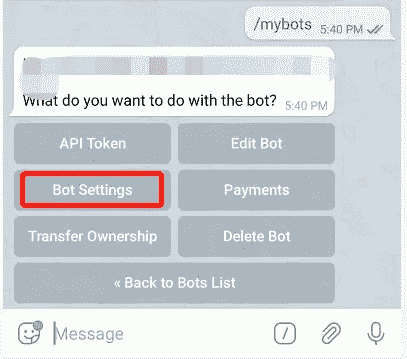 /mybots 5:40 PM
What do you want to do with the bot? 5:40 PM
API Token Edit Bot
Bot Settings Payments
Transfer Ownership Delete Bot
« Back to Bots List
Message /